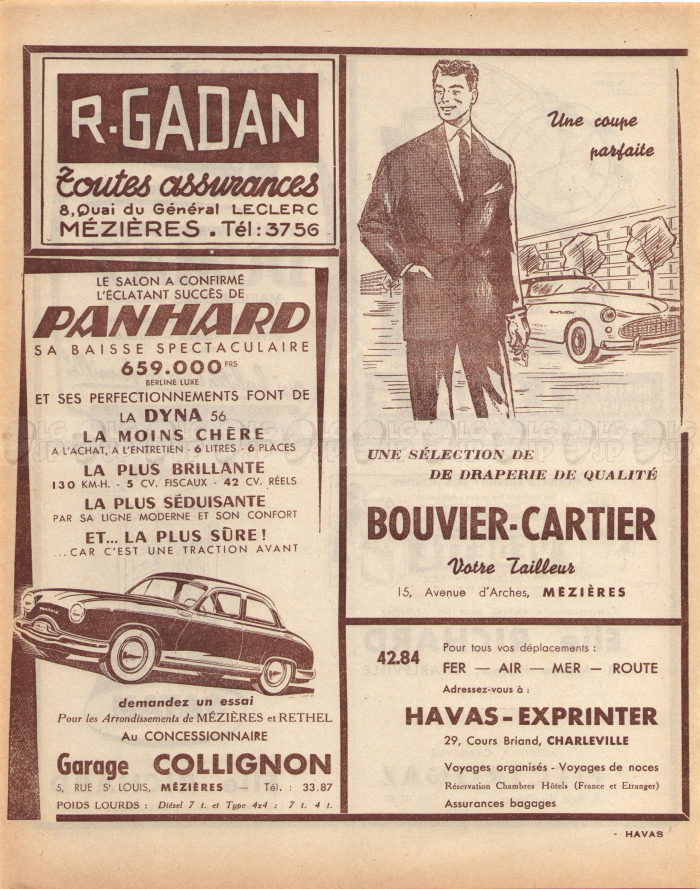 R·GADAN
Toutes assurances
8, Quai du Général LECLERC
MÉZIÈRES . Tél: 3756
LE SALON A CONFIRMÉ
L'ÉCLATANT SUCCÈS DE
PANHARD
SA BAISSE SPECTACULAIRE
659.000 FRS
BERLINE LUXE
ET SES PERFECTIONNEMENTS FONT DE
LA DYNA 56
LA MOINS CHÈRE
A L'ACHAT, A L'ENTRETIEN - 6 LITRES - 6 PLACES
LA PLUS BRILLANTE
130 KM-H. - 5 CV. FISCAUX - 42 CV. RÉELS
LA PLUS SÉDUISANTE
PAR SA LIGNE MODERNE ET SON CONFORT
ET... LA PLUS SÛRE!
...CAR C'EST UNE TRACTION AVANT
demandez un essai
Pour les Arrondissements de MÉZIÈRES et RETHEL
Au CONCESSIONNAIRE
Garage COLLIGNON
5, RUE St LOUIS, MÉZIÈRES — Tél. : 33.87
POIDS LOURDS : Diésel 7 t. et Type 4x4 : 7 t. 4 t.
Une coupe
parfaite
UNE SÉLECTION DE
DE DRAPERIE DE QUALITÉ
BOUVIER-CARTIER
Votre Tailleur
15, Avenue d'Arches, MÉZIÈRES
42.84
Pour tous vos déplacements :
FER — AIR — MER — ROUTE
Adressez-vous à :
HAVAS-EXPRINTER
29, Cours Briand, CHARLEVILLE
Voyages organisés - Voyages de noces
Réservation Chambres Hôtels (France et Etranger)
Assurances bagages
- HAVAS